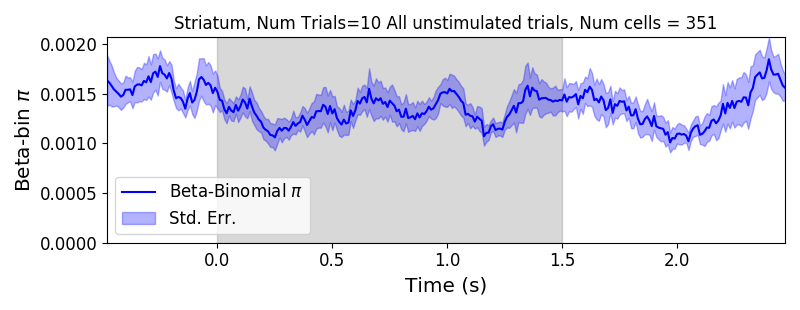 Striatum, Num Trials=10 All unstimulated trials, Num cells = 351
Beta-bin π
0.0020
0.0015
0.0010
0.0005
0.0000
Beta-Binomial π
Std. Err.
0.0 0.5 1.0 1.5 2.0
Time (s)